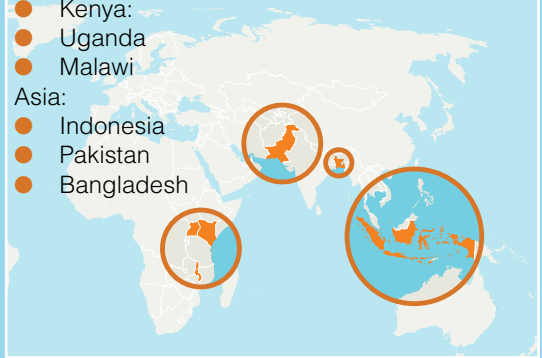 Kenya:
Uganda
Malawi
Asia:
Indonesia
Pakistan
Bangladesh